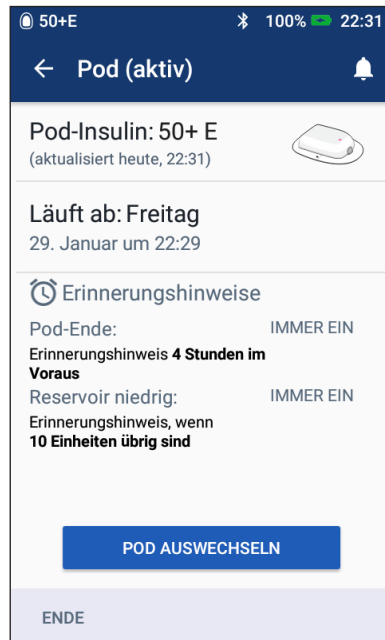 50+E 100% 22:31
Pod (aktiv)
Pod-Insulin: 50+ E
(aktualisiert heute, 22:31)
Läuft ab: Freitag
29. Januar um 22:29
Erinnerungshinweise
Pod-Ende: IMMER EIN
Erinnerungshinweis 4 Stunden im
Voraus
Reservoir niedrig: IMMER EIN
Erinnerungshinweis, wenn
10 Einheiten übrig sind
POD AUSWECHSELN
ENDE